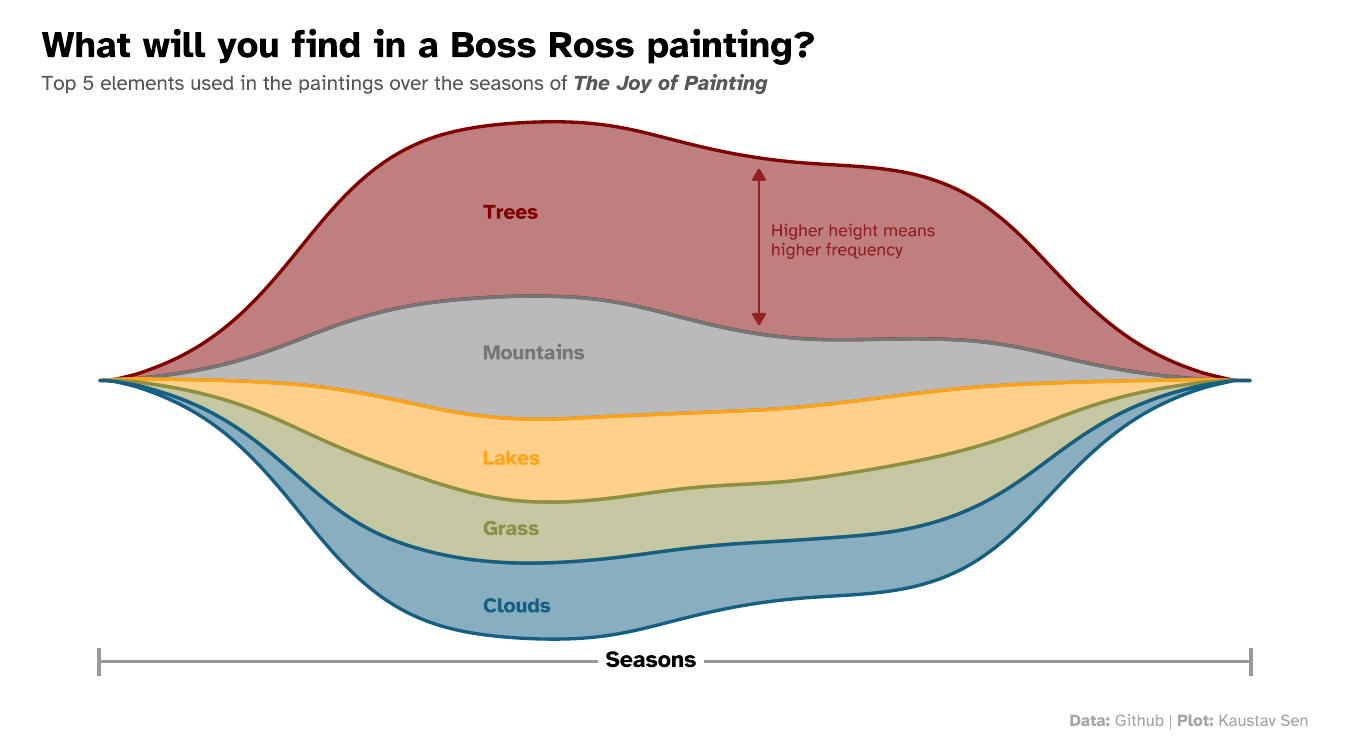 What will you find in a Boss Ross painting?
Top 5 elements used in the paintings over the seasons of The Joy of Painting
Trees
Higher height means
higher frequency
Mountains
Lakes
Grass
Clouds
Seasons
Data: Github | Plot: Kaustav Sen